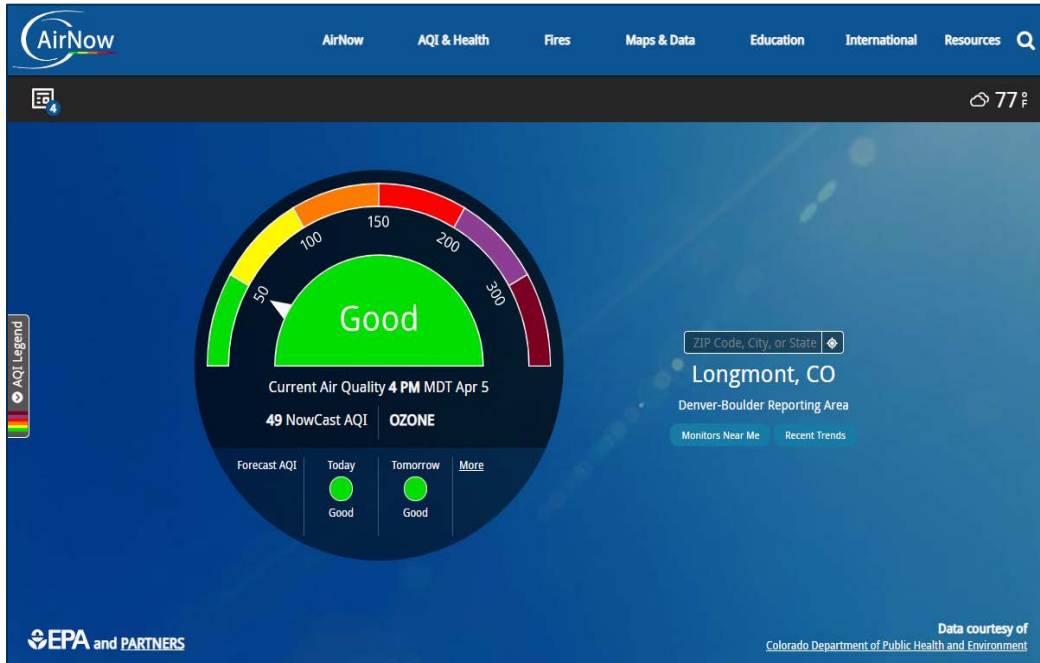 AirNow
AirNow AQI & Health Fires Maps & Data Education International Resources
4
77 °F
50
100
150
200
300
Good
AQI Legend
Current Air Quality 4 PM MDT Apr 5
49 NowCast AQI OZONE
Forecast AQI Today Tomorrow More
Good Good
ZIP Code, City, or State
Longmont, CO
Denver-Boulder Reporting Area
Monitors Near Me Recent Trends
EPA and PARTNERS
Data courtesy of
Colorado Department of Public Health and Environment